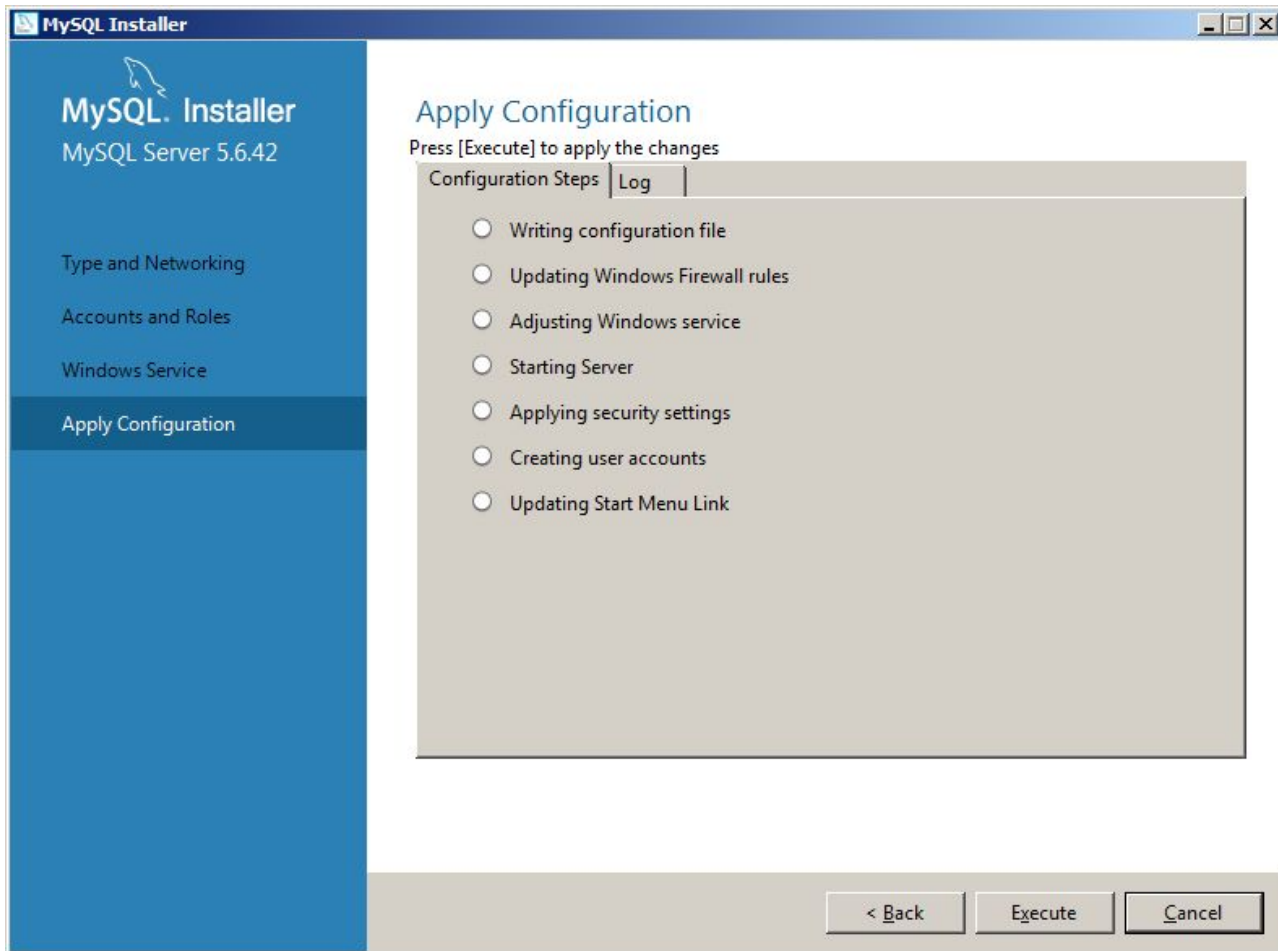 MySQL Installer
MySQL. Installer
MySQL Server 5.6.42
Type and Networking
Accounts and Roles
Windows Service
Apply Configuration
Apply Configuration
Press [Execute] to apply the changes
Configuration Steps
Log
Writing configuration file
Updating Windows Firewall rules
Adjusting Windows service
Starting Server
Applying security settings
Creating user accounts
Updating Start Menu Link
< Back
Execute
Cancel